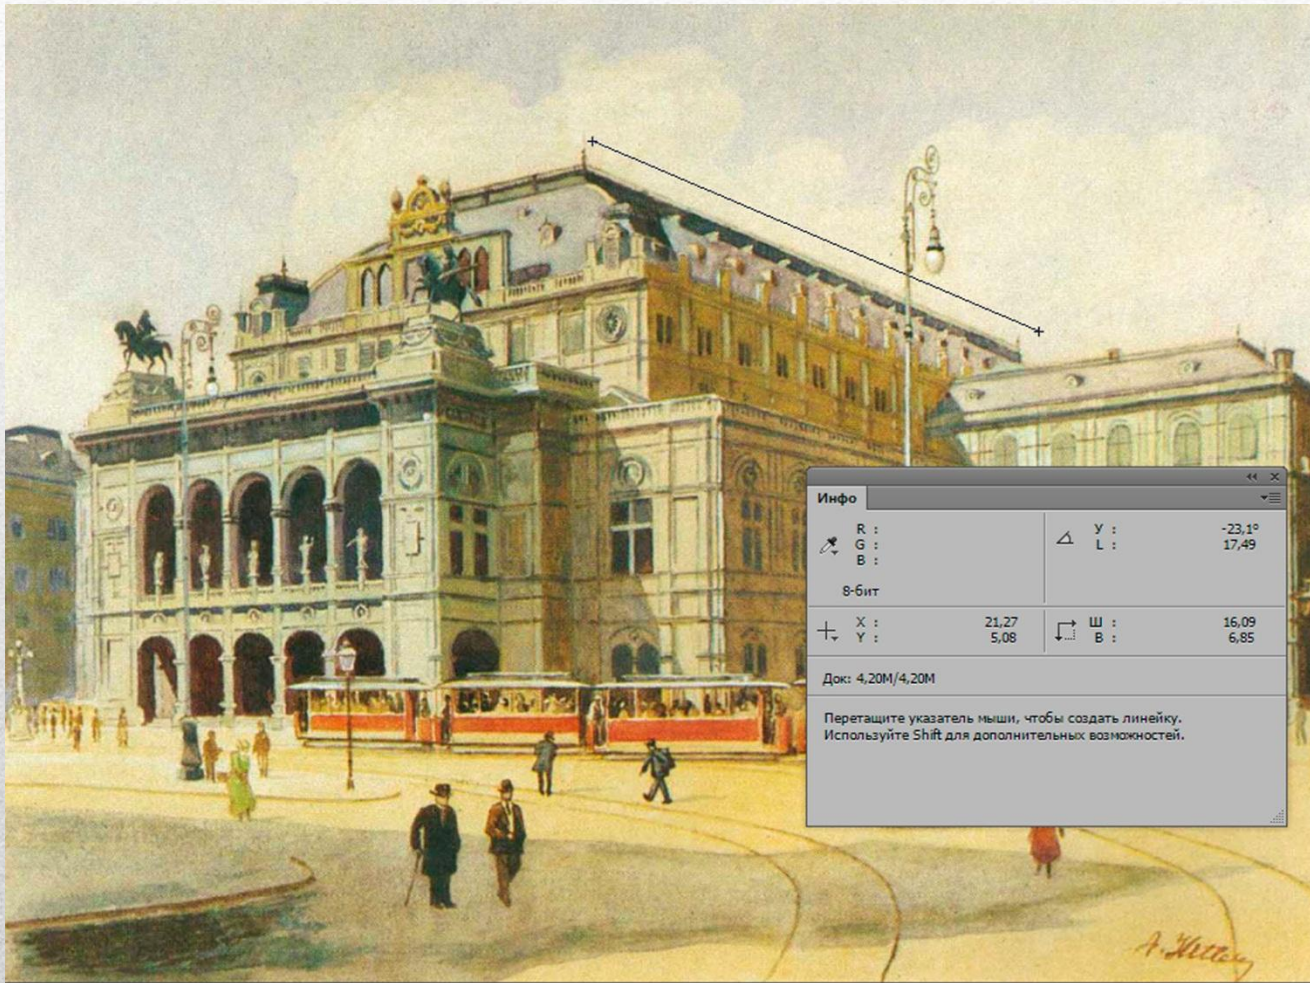 Инфо
R :
G :
B :
8-бит
У : -23,1°
L : 17,49
X : 21,27
Y : 5,08
Ш : 16,09
В : 6,85
Док: 4,20M/4,20M
Перетащите указатель мыши, чтобы создать линейку.
Используйте Shift для дополнительных возможностей.